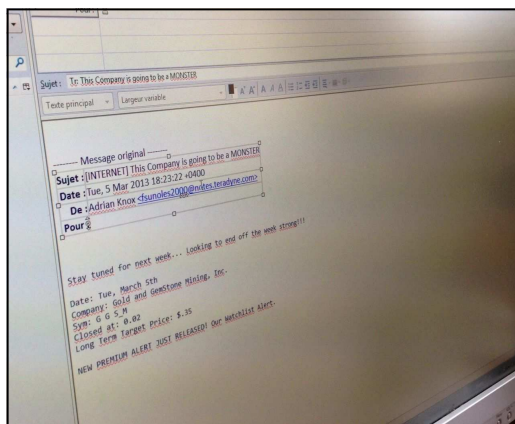 Pour :
Sujet : Tr: This Company is going to be a MONSTER
Texte principal Largeur variable
-------- Message original --------
Sujet : [INTERNET] This Company is going to be a MONSTER
Date : Tue, 5 Mar 2013 18:23:22 +0400
De : Adrian Knox <fsunoles2000@notes.teradyne.com>
Pour :
Stay tuned for next week... Looking to end off the week strong!!!
Date: Tue, March 5th
Company: Gold and GemStone Mining, Inc.
Sym: G G S_M
Closed at: 0.02
Long Term Target Price: $.35
NEW PREMIUM ALERT JUST RELEASED! Our Watchlist Alert.